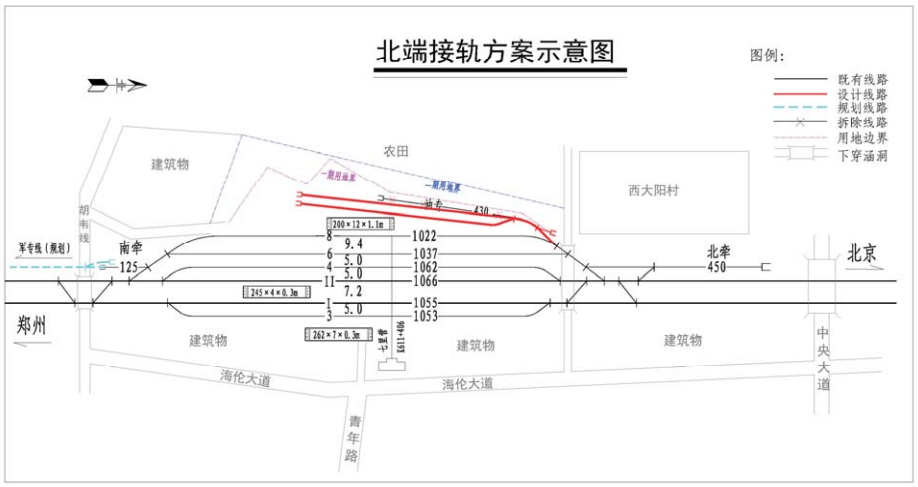 北端接轨方案示意图
图例：
既有线路
设计线路
规划线路
拆除线路
用地边界
下穿涵洞
农田
建筑物
一期用地界
一期用地界
西大阳村
油专
430
胡韦线
200×12×1.1m
军专线(规划)
南牵
125
8
1022
9.4
6
1037
5.0
4
1062
5.0
II
1066
7.2
245×4×0.3m
I
1055
5.0
3
1053
北牵
450
北京
郑州
262×7×0.3m
七里营
K611+406
建筑物
建筑物
建筑物
中央大道
海伦大道
海伦大道
青年路